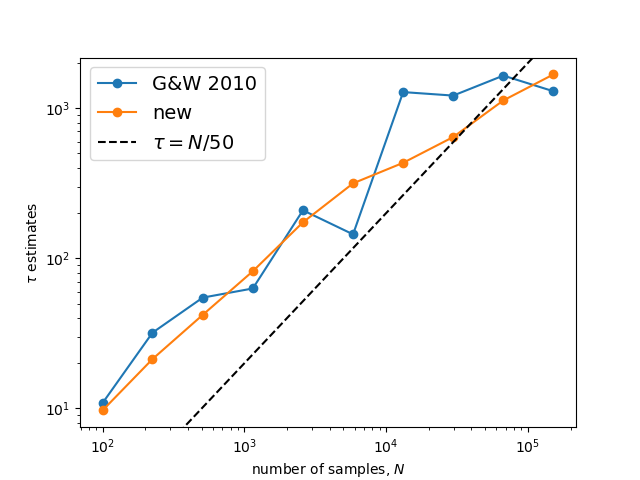 G&W 2010
new
τ = N/50
10³
10²
10¹
τ estimates
10² 10³ 10⁴ 10⁵
number of samples, N